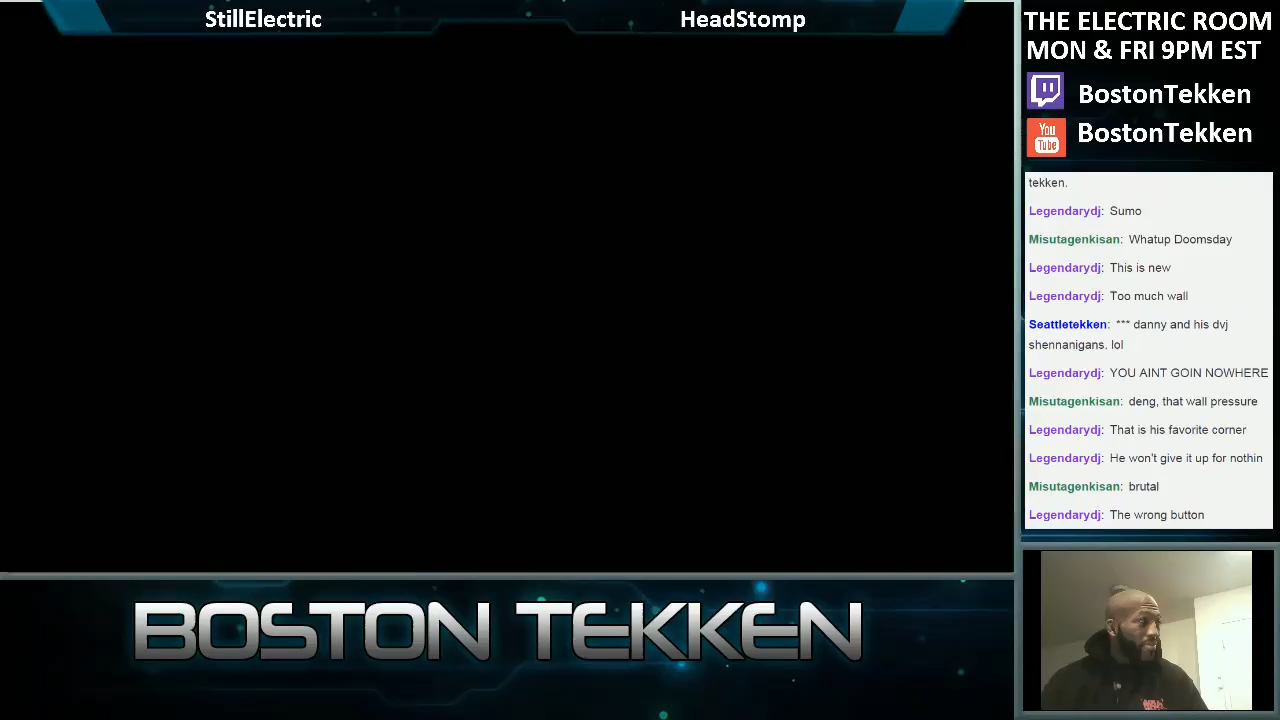 StillElectric
HeadStomp
THE ELECTRIC ROOM
MON & FRI 9PM EST
BostonTekken
You
Tube
BostonTekken
tekken.
Legendarydj: Sumo
Misutagenkisan: Whatup Doomsday
Legendarydj: This is new
Legendarydj: Too much wall
Seattletekken: *** danny and his dvj
shennanigans. lol
Legendarydj: YOU AINT GOIN NOWHERE
Misutagenkisan: deng, that wall pressure
Legendarydj: That is his favorite corner
Legendarydj: He won't give it up for nothin
Misutagenkisan: brutal
Legendarydj: The wrong button
BOSTON TEKKEN